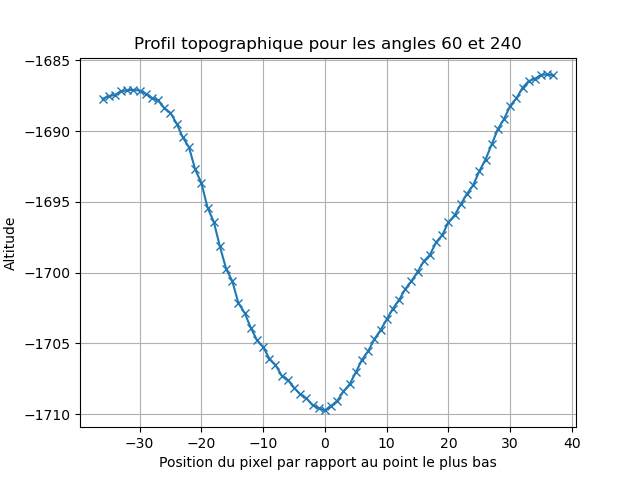 Profil topographique pour les angles 60 et 240
−1685
−1690
−1695
−1700
−1705
−1710
Altitude
−30 −20 −10 0 10 20 30 40
Position du pixel par rapport au point le plus bas